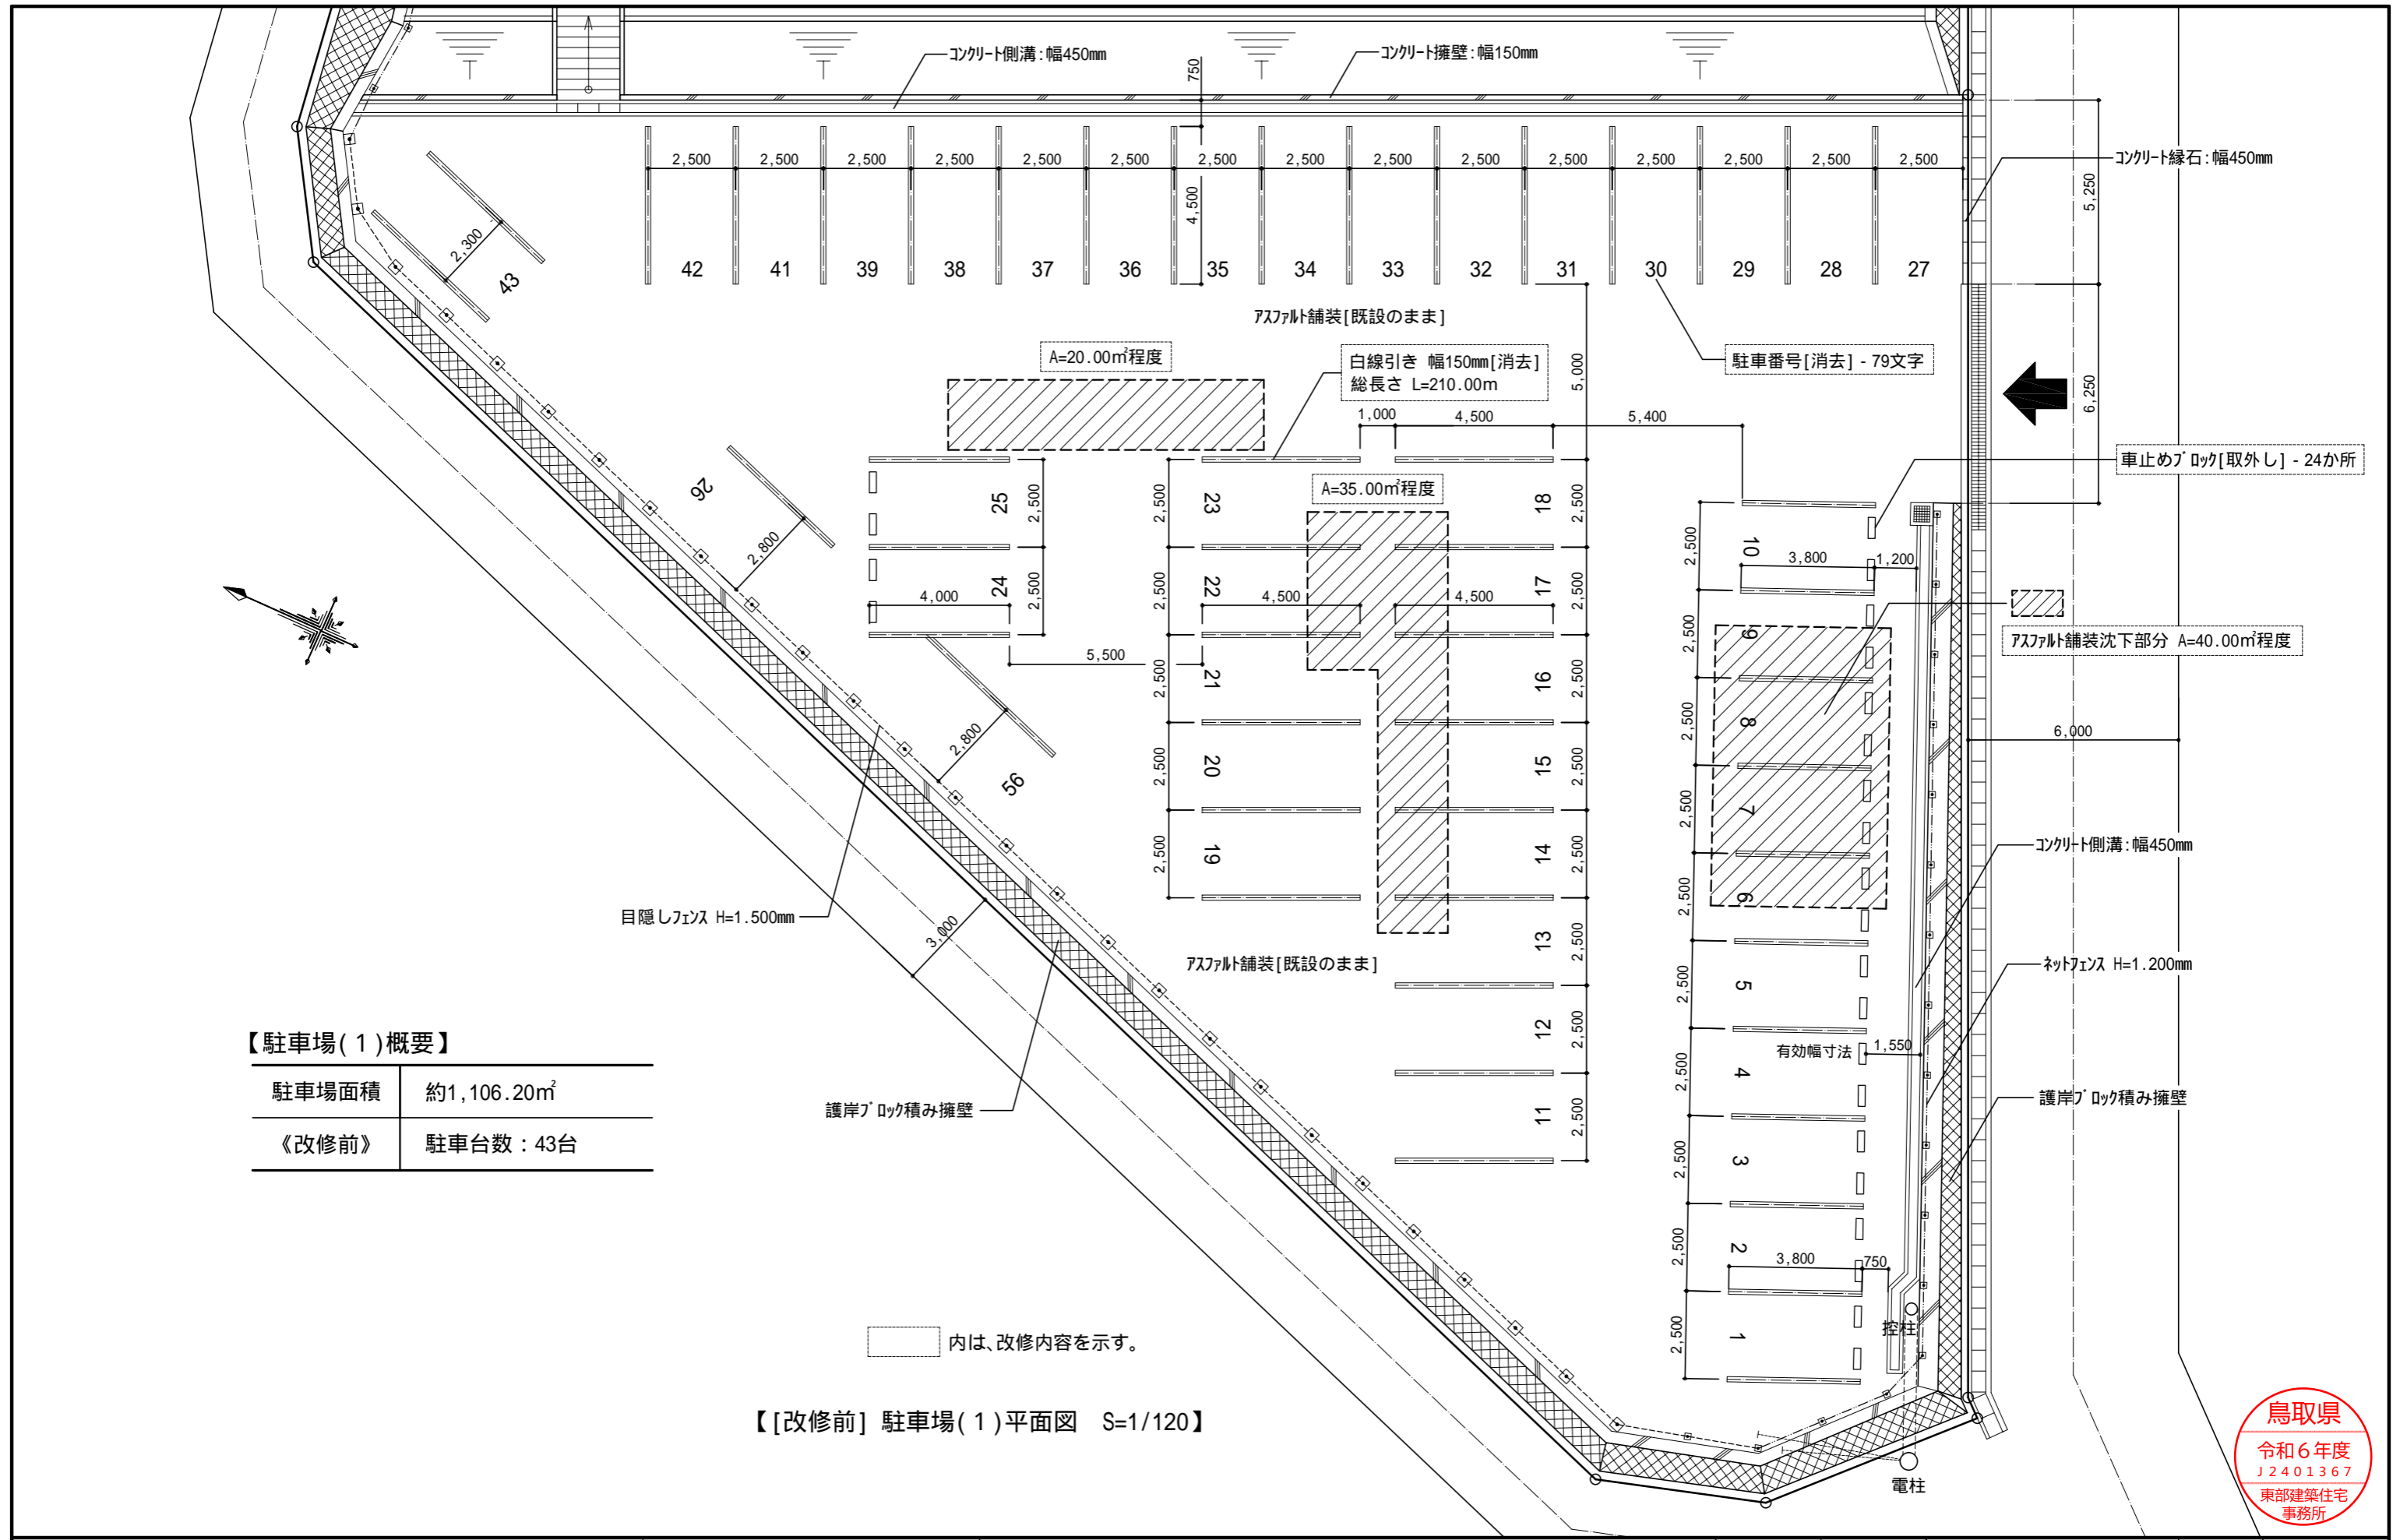 コンクリート側溝:幅450mm
コンクリート擁壁:幅150mm
750
コンクリート縁石:幅450mm
2,500 2,500 2,500 2,500 2,500 2,500 2,500 2,500 2,500 2,500 2,500 2,500 2,500 2,500 2,500
4,500
5,250
2,300
43 42 41 39 38 37 36 35 34 33 32 31 30 29 28 27
アスファルト舗装[既設のまま]
A=20.00㎡程度
白線引き 幅150mm[消去]
総長さ L=210.00m
5,000
駐車番号[消去] - 79文字
6,250
1,000 4,500 5,400
車止めブロック[取外し] - 24か所
A=35.00㎡程度
26
2,800
25
2,500
24
2,500
4,000
5,500
23
2,500
22
2,500
4,500
21
2,500
20
2,500
19
2,500
18
2,500
17
2,500
4,500
16
2,500
15
2,500
14
2,500
13
2,500
12
2,500
11
2,500
10
2,500
3,800 1,200
9
2,500
8
2,500
7
2,500
6
2,500
5
2,500
4
2,500
3
2,500
2
2,500
1
2,500
アスファルト舗装沈下部分 A=40.00㎡程度
6,000
2,800
56
コンクリート側溝:幅450mm
目隠しフェンス H=1.500mm
3,000
アスファルト舗装[既設のまま]
ネットフェンス H=1.200mm
有効幅寸法 1,550
護岸ブロック積み擁壁
護岸ブロック積み擁壁
3,800 750
控柱
電柱
【駐車場(1)概要】
駐車場面積 約1,106.20㎡
《改修前》 駐車台数:43台
内は、改修内容を示す。
【[改修前] 駐車場(1)平面図 S=1/120】
鳥取県
令和6年度
J2401367
東部建築住宅
事務所